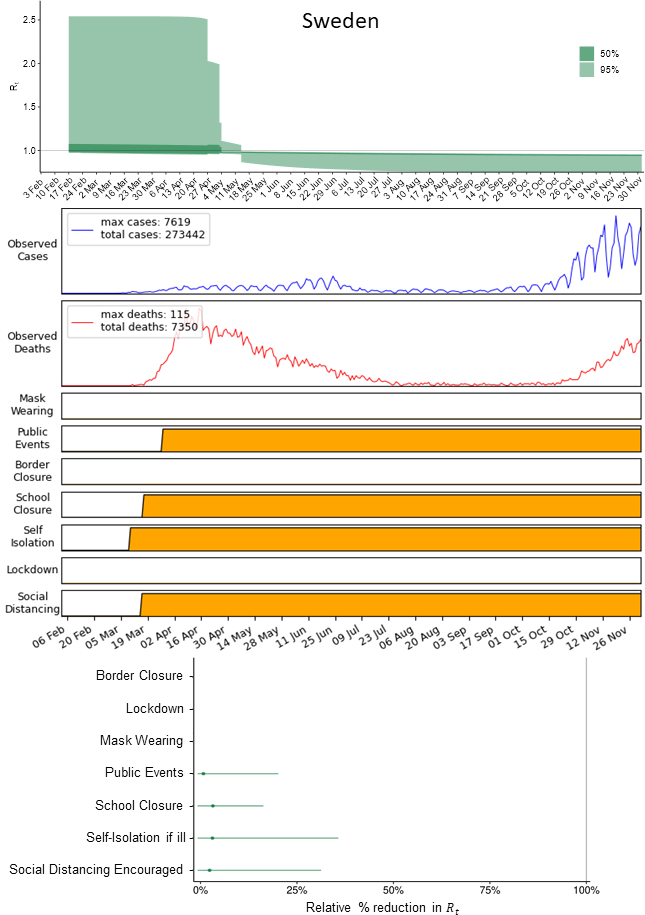 Sweden
2.5
2.0
1.5
1.0
R_t
50%
95%
3 Feb
10 Feb
17 Feb
24 Feb
2 Mar
9 Mar
16 Mar
23 Mar
30 Mar
6 Apr
13 Apr
20 Apr
27 Apr
4 May
11 May
18 May
25 May
1 Jun
8 Jun
15 Jun
22 Jun
29 Jun
6 Jul
13 Jul
20 Jul
27 Jul
3 Aug
10 Aug
17 Aug
24 Aug
31 Aug
7 Sep
14 Sep
21 Sep
28 Sep
5 Oct
12 Oct
19 Oct
26 Oct
2 Nov
9 Nov
16 Nov
23 Nov
30 Nov
Observed
Cases
max cases: 7619
total cases: 273442
Observed
Deaths
max deaths: 115
total deaths: 7350
Mask
Wearing
Public
Events
Border
Closure
School
Closure
Self
Isolation
Lockdown
Social
Distancing
06 Feb
20 Feb
05 Mar
19 Mar
02 Apr
16 Apr
30 Apr
14 May
28 May
11 Jun
25 Jun
09 Jul
23 Jul
06 Aug
20 Aug
03 Sep
17 Sep
01 Oct
15 Oct
29 Oct
12 Nov
26 Nov
Border Closure
Lockdown
Mask Wearing
Public Events
School Closure
Self-Isolation if ill
Social Distancing Encouraged
0%
25%
50%
75%
100%
Relative % reduction in R_t